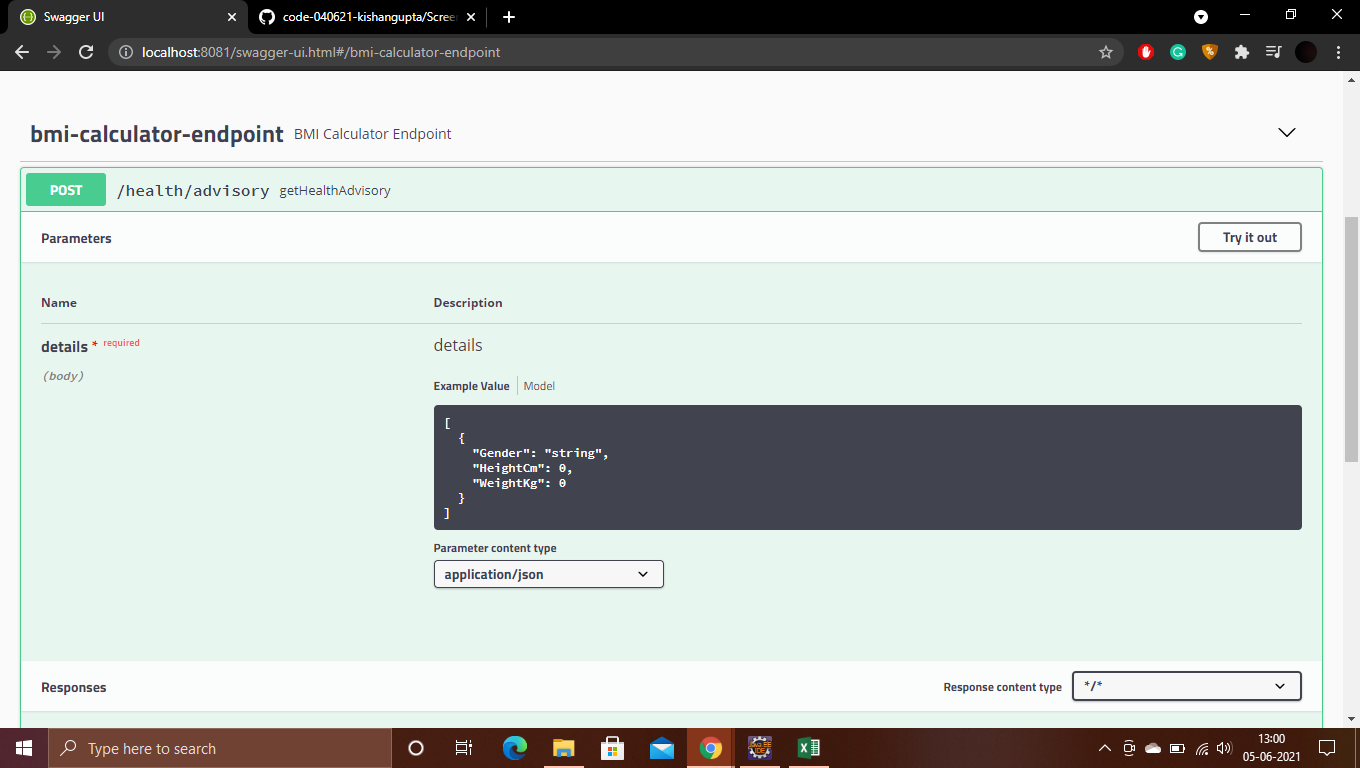 Swagger UI
code-040621-kishangupta/Screen
localhost:8081/swagger-ui.html#/bmi-calculator-endpoint
bmi-calculator-endpoint BMI Calculator Endpoint
POST /health/advisory getHealthAdvisory
Parameters
Try it out
Name Description
details * required
details
(body)
Example Value Model
[
{
"Gender": "string",
"HeightCm": 0,
"WeightKg": 0
}
]
Parameter content type
application/json
Responses
Response content type
*/*
Type here to search
13:00
05-06-2021